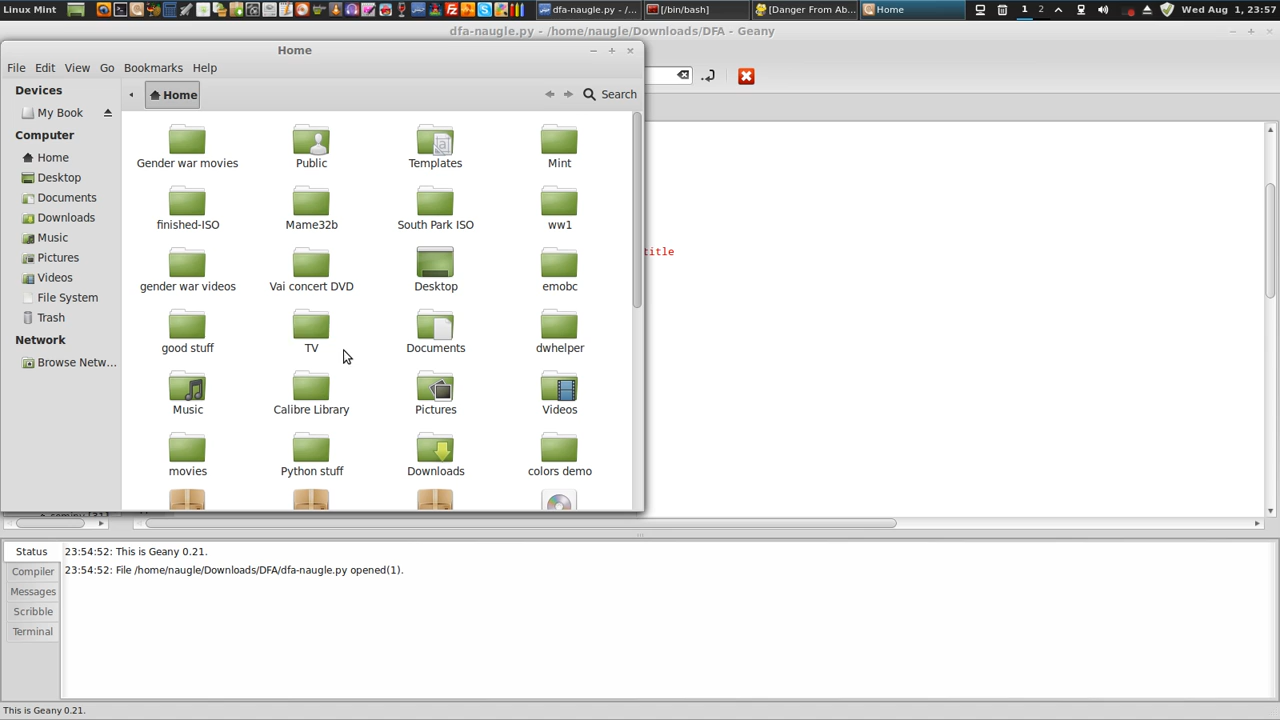 Linux Mint
dfa-naugle.py - /...
[/bin/bash]
[Danger From Ab...
Home
1 2
Wed Aug 1, 23:57
dfa-naugle.py - /home/naugle/Downloads/DFA - Geany
Home
File Edit View Go Bookmarks Help
Devices
My Book
Computer
Home
Desktop
Documents
Downloads
Music
Pictures
Videos
File System
Trash
Network
Browse Netw...
Home
Search
Gender war movies
Public
Templates
Mint
finished-ISO
Mame32b
South Park ISO
ww1
gender war videos
Vai concert DVD
Desktop
emobc
good stuff
TV
Documents
dwhelper
Music
Calibre Library
Pictures
Videos
movies
Python stuff
Downloads
colors demo
title
Status
Compiler
Messages
Scribble
Terminal
23:54:52: This is Geany 0.21.
23:54:52: File /home/naugle/Downloads/DFA/dfa-naugle.py opened(1).
This is Geany 0.21.